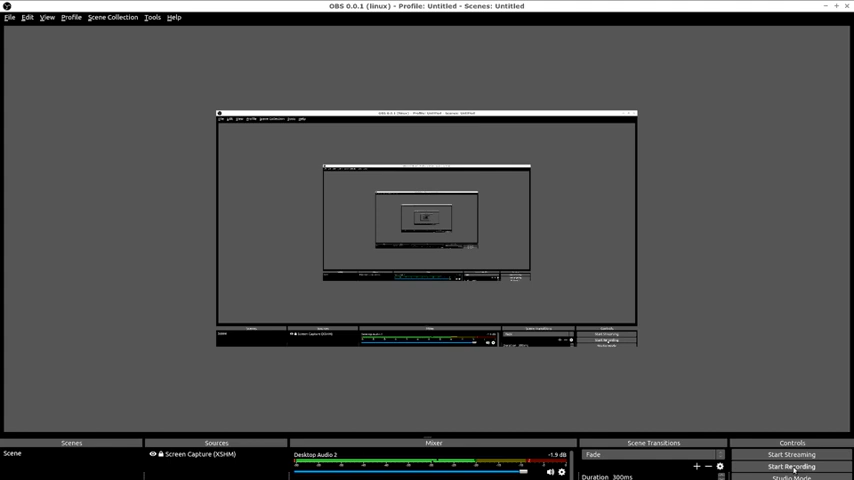 OBS 0.0.1 (linux) - Profile: Untitled - Scenes: Untitled
File Edit View Profile Scene Collection Tools Help
Scenes Sources Mixer Scene Transitions Controls
Scene
Screen Capture (XSHM)
Desktop Audio 2 -1.9 dB
Fade
Duration 300ms
Start Streaming
Start Recording
Studio Mode